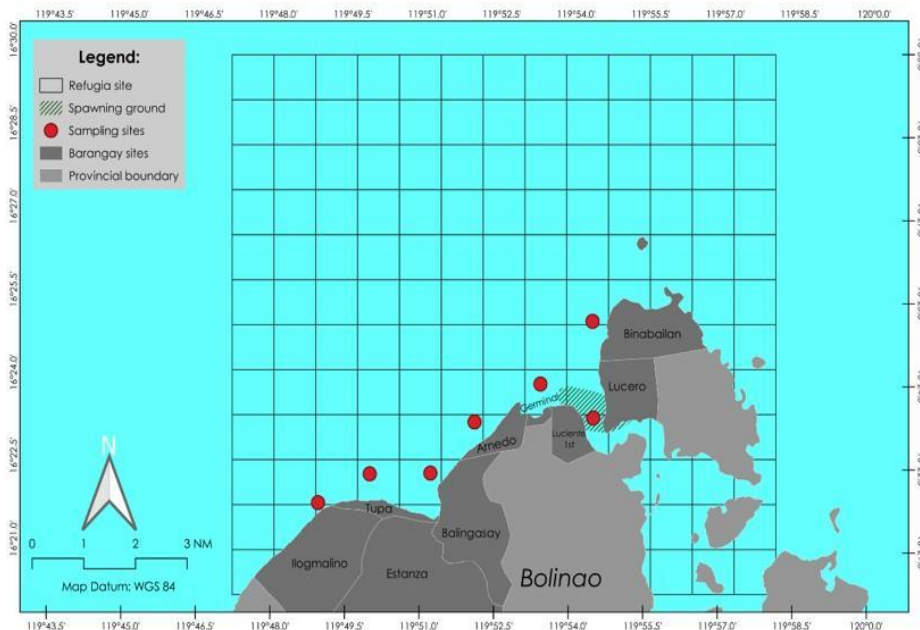 119°43.5' 119°45.0' 119°46.5' 119°48.0' 119°49.5' 119°51.0' 119°52.5' 119°54.0' 119°55.5' 119°57.0' 119°58.5' 120°0.0'
16°30.0'
16°28.5'
16°27.0'
16°25.5'
16°24.0'
16°22.5'
16°21.0'
Legend:
Refugia site
Spawning ground
Sampling sites
Barangay sites
Provincial boundary
Binabailan
Lucero
Germinal
Luciente
1st
Arnedo
Tupa
Balingasay
Ilogmalino
Estanza
Bolinao
N
0 1 2 3 NM
Map Datum: WGS 84
119°43.5' 119°45.0' 119°46.5' 119°48.0' 119°49.5' 119°51.0' 119°52.5' 119°54.0' 119°55.5' 119°57.0' 119°58.5' 120°0.0'